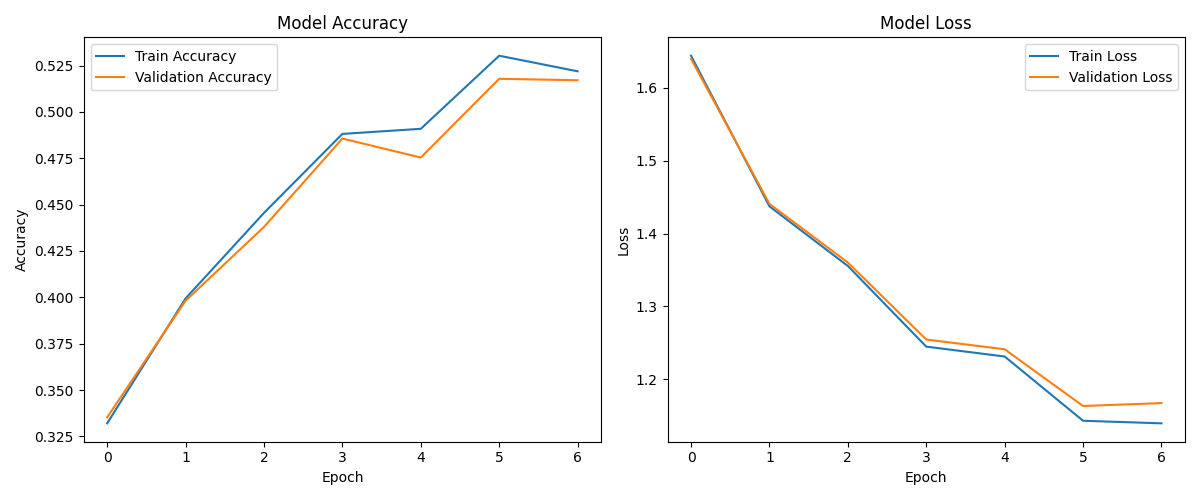 Model Accuracy
Train Accuracy
Validation Accuracy
0.525
0.500
0.475
0.450
0.425
0.400
0.375
0.350
0.325
Accuracy
0 1 2 3 4 5 6
Epoch
Model Loss
Train Loss
Validation Loss
1.6
1.5
1.4
1.3
1.2
Loss
0 1 2 3 4 5 6
Epoch